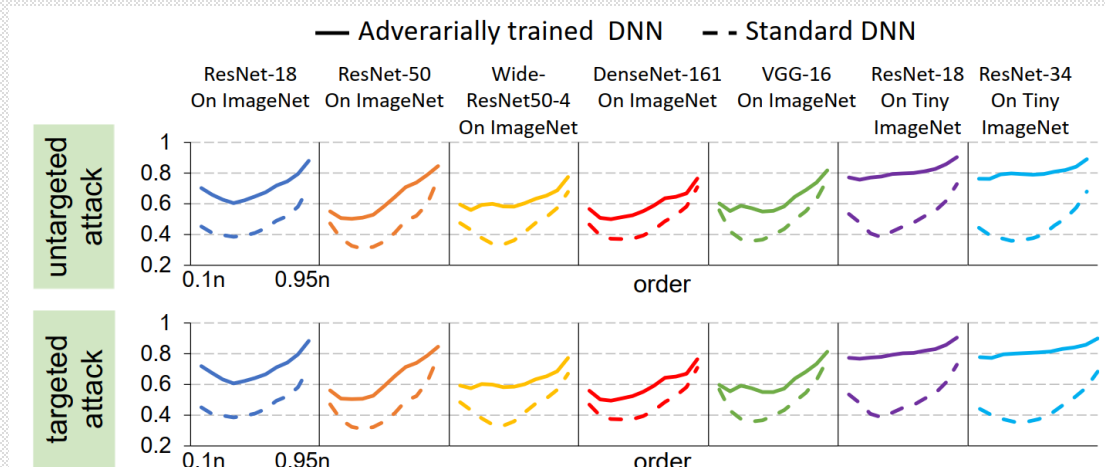 Adverarially trained DNN
Standard DNN
ResNet-18
On ImageNet
ResNet-50
On ImageNet
Wide-
ResNet50-4
On ImageNet
DenseNet-161
On ImageNet
VGG-16
On ImageNet
ResNet-18
On Tiny
ImageNet
ResNet-34
On Tiny
ImageNet
untargeted
attack
1
0.8
0.6
0.4
0.2
0.1n
0.95n
order
targeted
attack
1
0.8
0.6
0.4
0.2
0.1n
0.95n
order